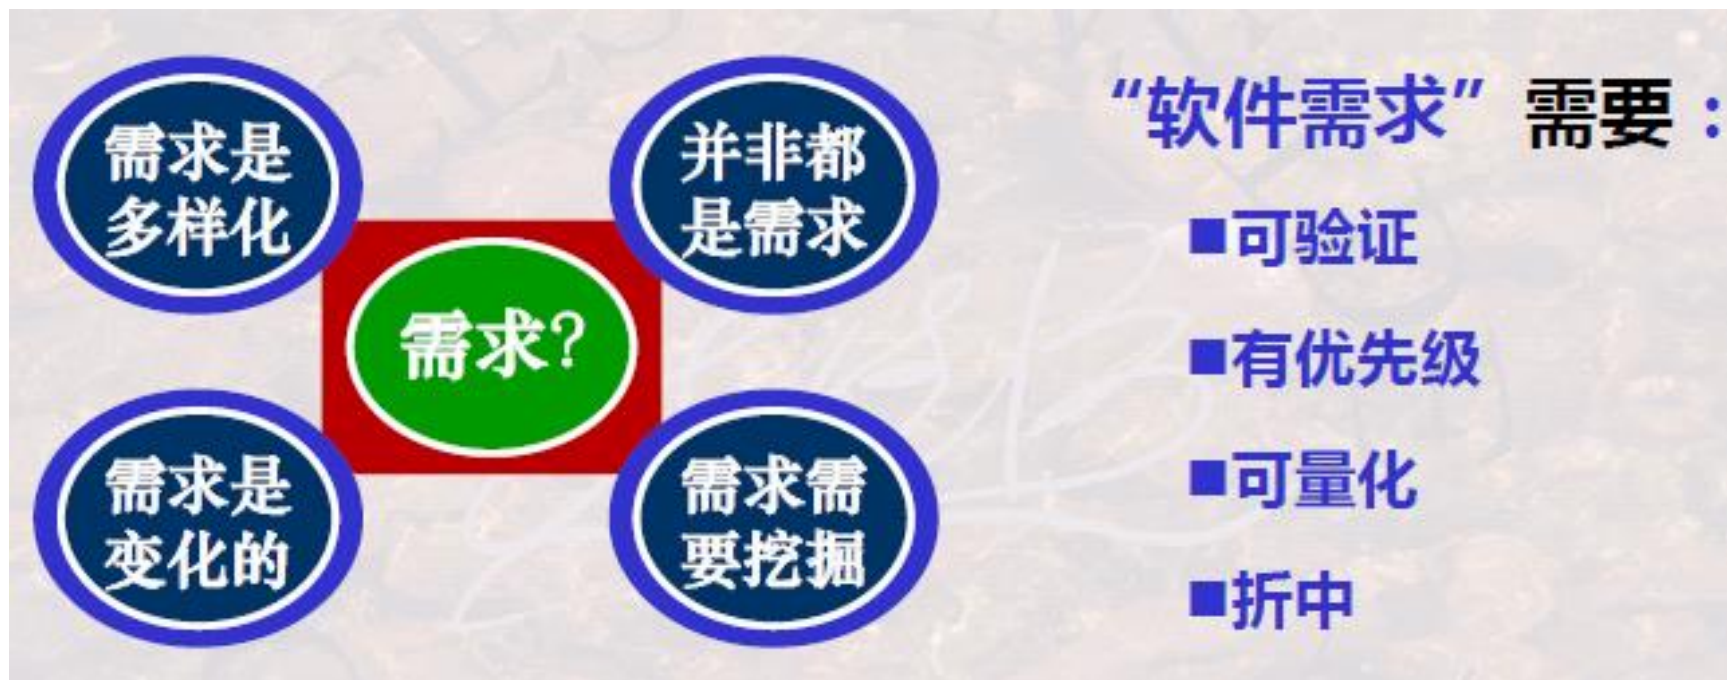 需求是
多样化
并非都
是需求
需求?
需求是
变化的
需求需
要挖掘
“软件需求” 需要：
■可验证
■有优先级
■可量化
■折中